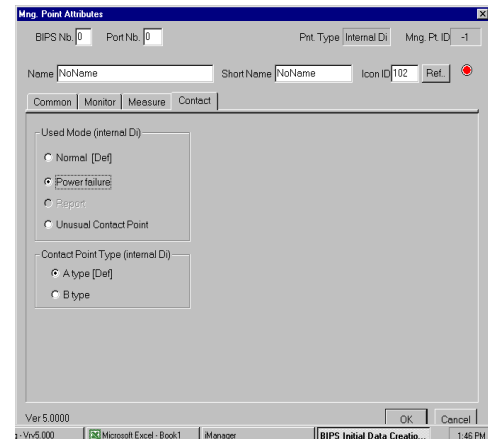 Mng. Point Attributes
BIPS Nb. 0 Port Nb. 0 Pnt. Type Internal Di Mng. Pt. ID -1
Name NoName Short Name NoName Icon ID 102 Ref..
Common Monitor Measure Contact
Used Mode (internal Di)
Normal [Def]
Power failure
Report
Unusual Contact Point
Contact Point Type (internal Di)
A type [Def]
B type
Ver 5.0000
OK Cancel
- Vrv5.000 Microsoft Excel - Book1 iManager BIPS Initial Data Creatio... 1:46 PM